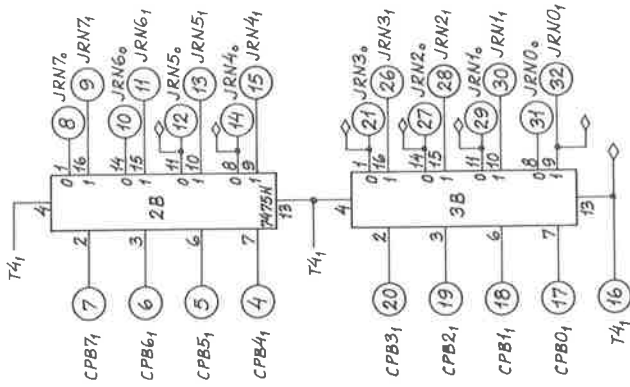 T4₁
4
CPB7₁ 7 2
CPB6₁ 6 3
CPB5₁ 5 6
CPB4₁ 4 7
2B
7475N
0 1 8 JRN7₀
1 16 9 JRN7₁
0 14 10 JRN6₀
1 15 11 JRN6₁
0 11 12 JRN5₀
1 10 13 JRN5₁
0 8 14 JRN4₀
1 9 15 JRN4₁
13
T4₁
4
CPB3₁ 20 2
CPB2₁ 19 3
CPB1₁ 18 6
CPB0₁ 17 7
3B
0 1 21 JRN3₀
1 16 26 JRN3₁
0 14 27 JRN2₀
1 15 28 JRN2₁
0 11 29 JRN1₀
1 10 30 JRN1₁
0 8 31 JRN0₀
1 9 32 JRN0₁
13
T4₁ 16